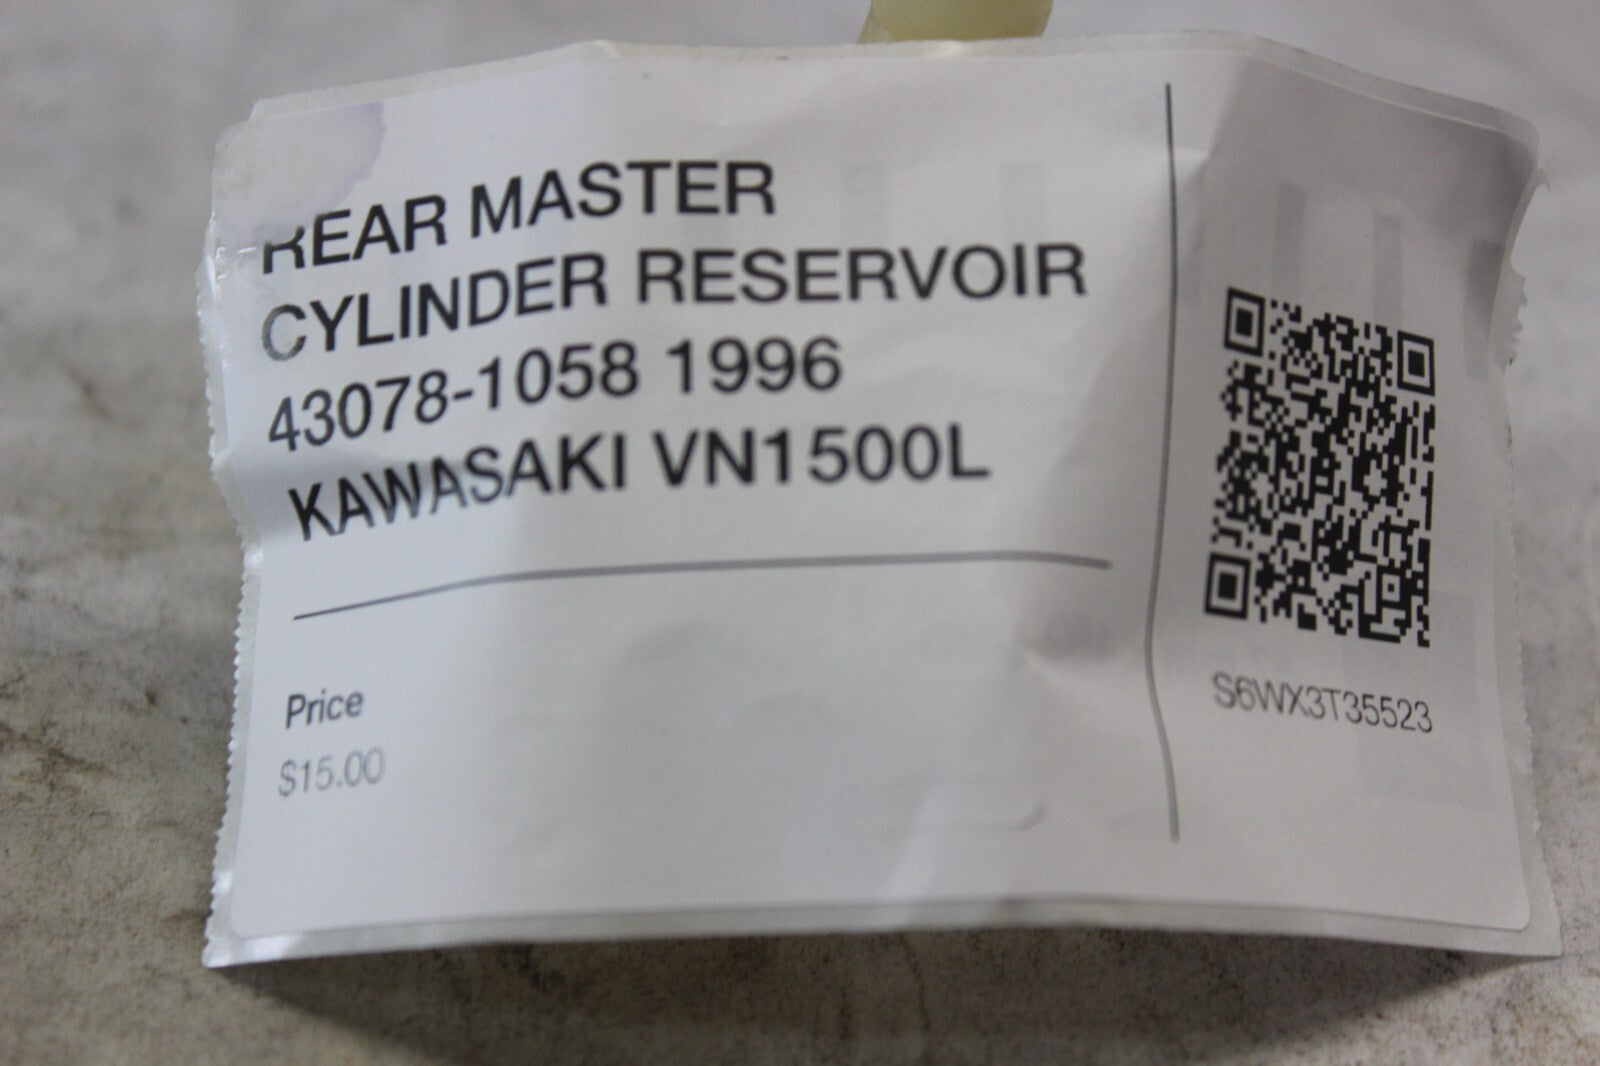 REAR MASTER
CYLINDER RESERVOIR
43078-1058 1996
KAWASAKI VN1500L
Price
$15.00
S6WX3T35523